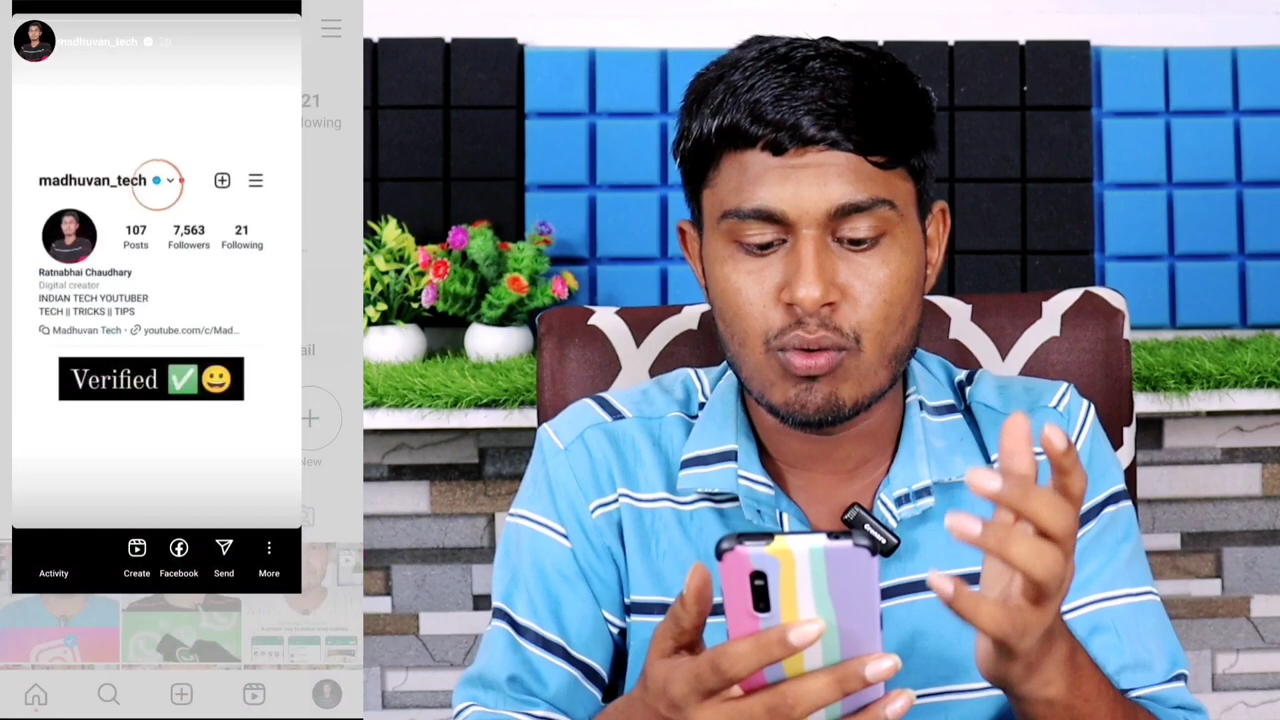 madhuvan_tech
21
lowing
madhuvan_tech
107 7,563 21
Posts Followers Following
Ratnabhai Chaudhary
Digital creator
INDIAN TECH YOUTUBER
TECH || TRICKS || TIPS
Madhuvan Tech · youtube.com/c/Mad...
ail
Verified ✅😀
New
Activity Create Facebook Send More